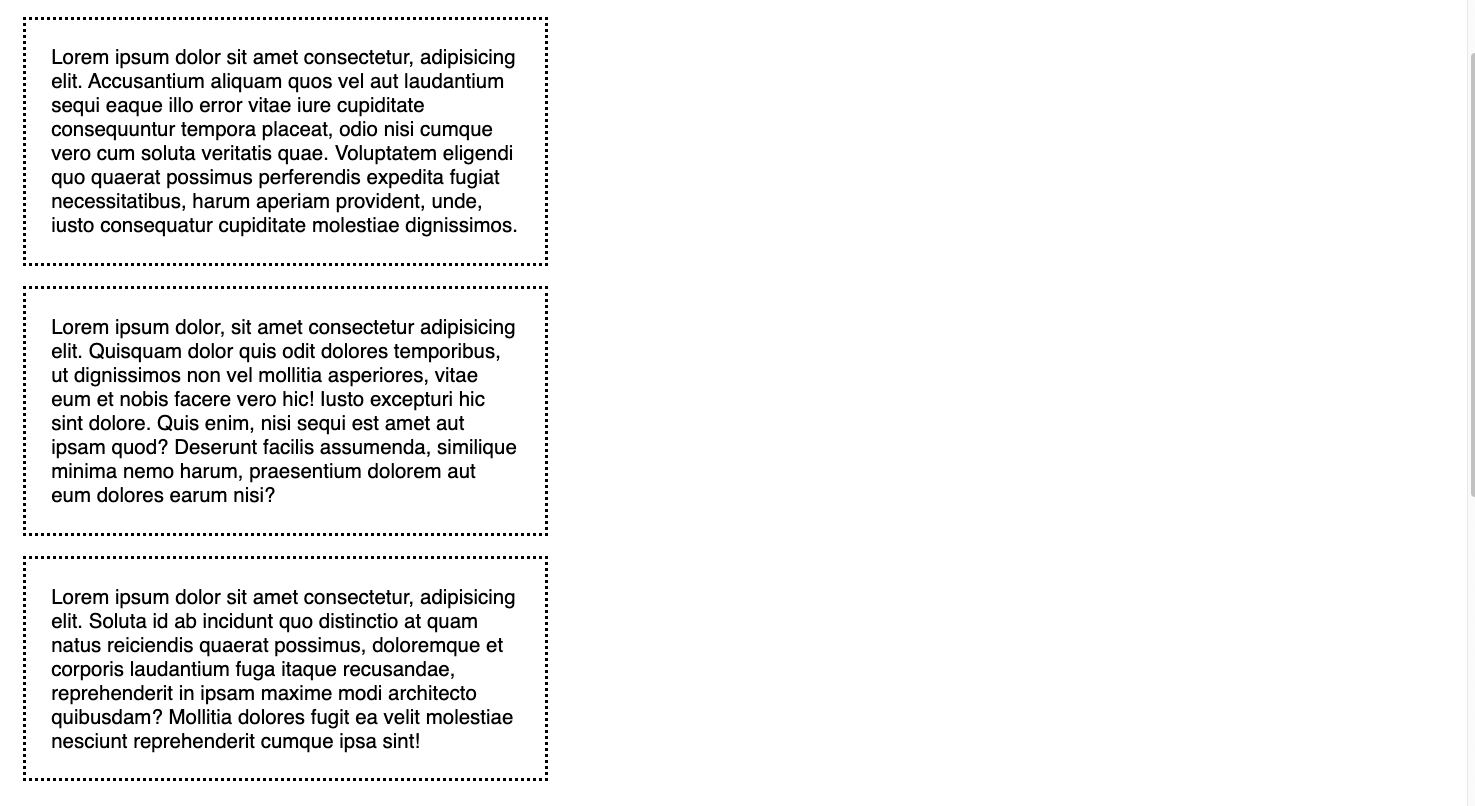 Lorem ipsum dolor sit amet consectetur, adipisicing
elit. Accusantium aliquam quos vel aut laudantium
sequi eaque illo error vitae iure cupiditate
consequuntur tempora placeat, odio nisi cumque
vero cum soluta veritatis quae. Voluptatem eligendi
quo quaerat possimus perferendis expedita fugiat
necessitatibus, harum aperiam provident, unde,
iusto consequatur cupiditate molestiae dignissimos.
Lorem ipsum dolor, sit amet consectetur adipisicing
elit. Quisquam dolor quis odit dolores temporibus,
ut dignissimos non vel mollitia asperiores, vitae
eum et nobis facere vero hic! Iusto excepturi hic
sint dolore. Quis enim, nisi sequi est amet aut
ipsam quod? Deserunt facilis assumenda, similique
minima nemo harum, praesentium dolorem aut
eum dolores earum nisi?
Lorem ipsum dolor sit amet consectetur, adipisicing
elit. Soluta id ab incidunt quo distinctio at quam
natus reiciendis quaerat possimus, doloremque et
corporis laudantium fuga itaque recusandae,
reprehenderit in ipsam maxime modi architecto
quibusdam? Mollitia dolores fugit ea velit molestiae
nesciunt reprehenderit cumque ipsa sint!